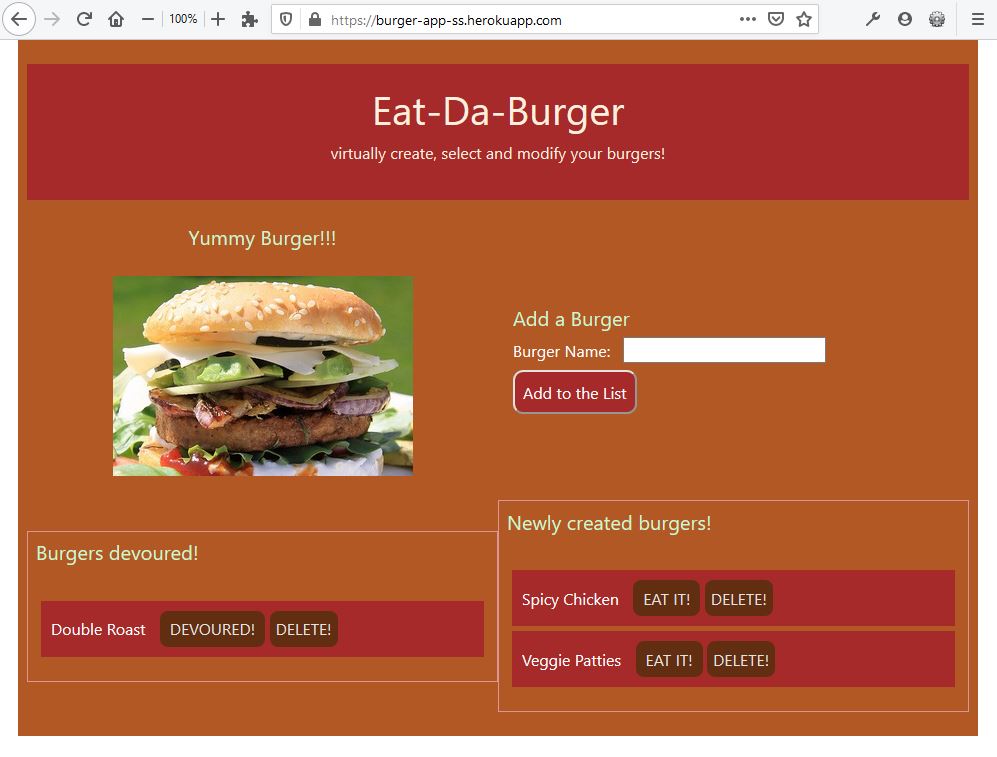 100%
https://burger-app-ss.herokuapp.com
Eat-Da-Burger
virtually create, select and modify your burgers!
Yummy Burger!!!
Add a Burger
Burger Name:
Add to the List
Burgers devoured!
Double Roast DEVOURED! DELETE!
Newly created burgers!
Spicy Chicken EAT IT! DELETE!
Veggie Patties EAT IT! DELETE!